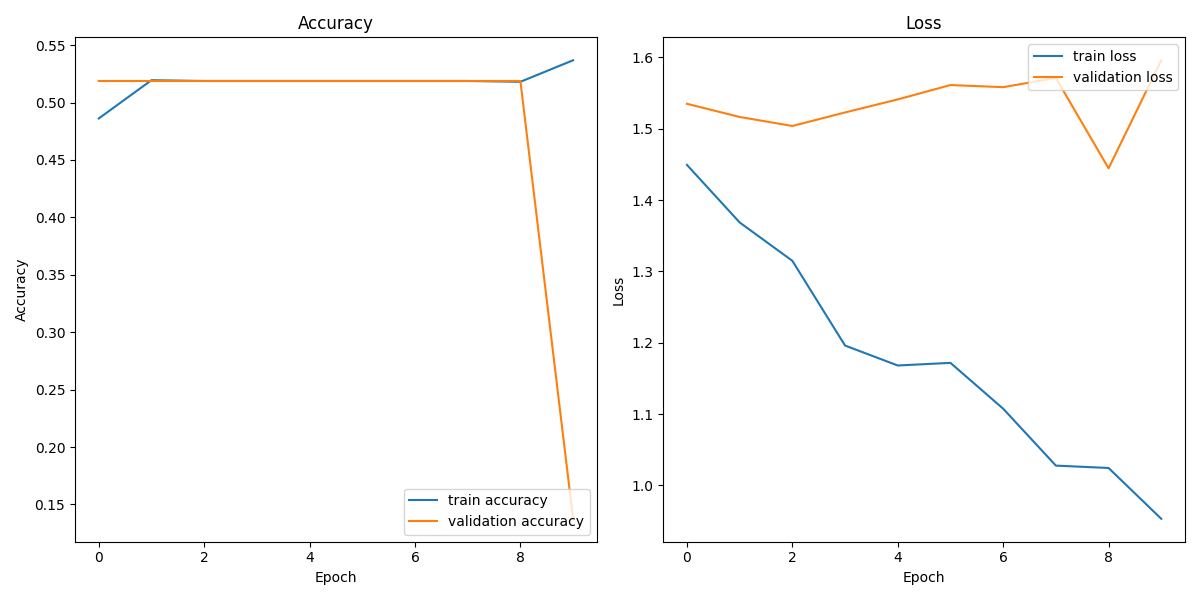 Accuracy
0.55
0.50
0.45
0.40
0.35
0.30
0.25
0.20
0.15
Accuracy
train accuracy
validation accuracy
0 2 4 6 8
Epoch
Loss
1.6
1.5
1.4
1.3
1.2
1.1
1.0
Loss
train loss
validation loss
0 2 4 6 8
Epoch